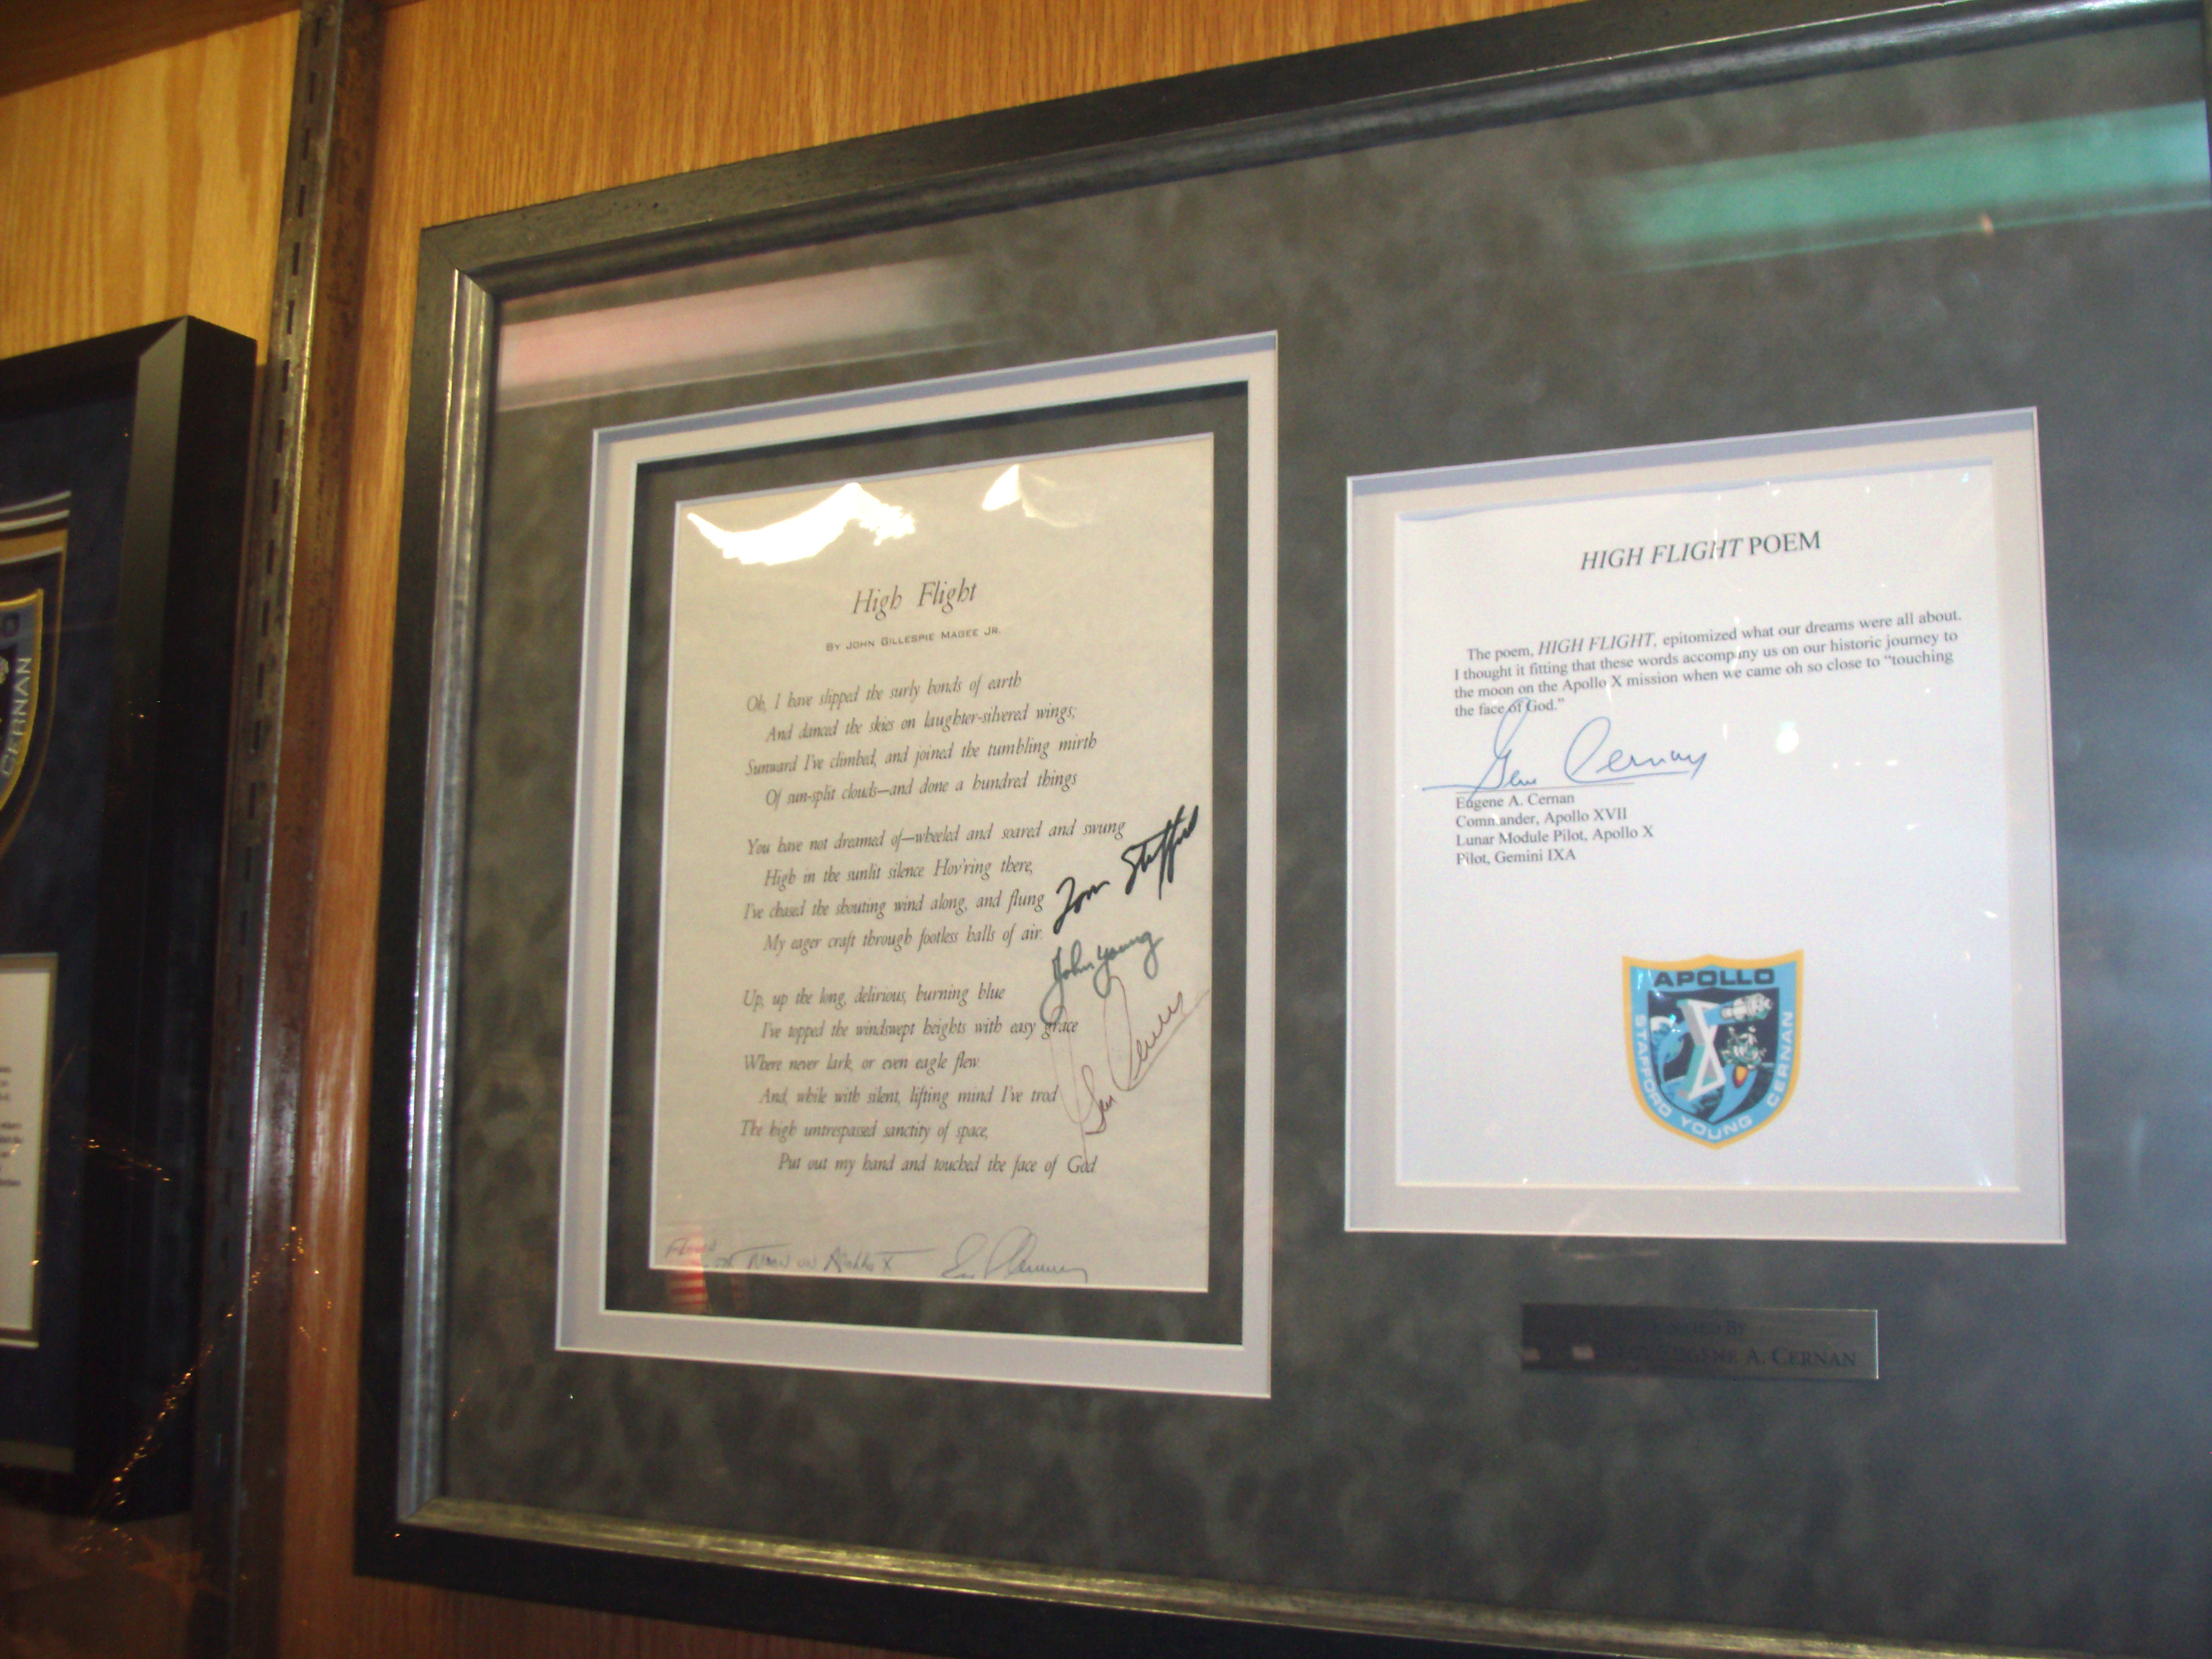 High Flight
BY JOHN GILLESPIE MAGEE JR.
Oh, I have slipped the surly bonds of earth
And danced the skies on laughter-silvered wings;
Sunward I've climbed, and joined the tumbling mirth
Of sun-split clouds—and done a hundred things
You have not dreamed of—wheeled and soared and swung
High in the sunlit silence. Hov'ring there,
I've chased the shouting wind along, and flung
My eager craft through footless halls of air.
Up, up the long, delirious, burning blue
I've topped the windswept heights with easy grace
Where never lark, or even eagle flew.
And, while with silent, lifting mind I've trod
The high untrespassed sanctity of space,
Put out my hand and touched the face of God
Tom Stafford
John Young
Gene Cernan
Flown on Apollo X Gene Cernan
HIGH FLIGHT POEM
The poem, HIGH FLIGHT, epitomized what our dreams were all about.
I thought it fitting that these words accompany us on our historic journey to
the moon on the Apollo X mission when we came oh so close to "touching
the face of God."
Gene Cernan
Eugene A. Cernan
Commander, Apollo XVII
Lunar Module Pilot, Apollo X
Pilot, Gemini IXA
APOLLO
X
STAFFORD YOUNG CERNAN
BY
EUGENE A. CERNAN
CERNAN